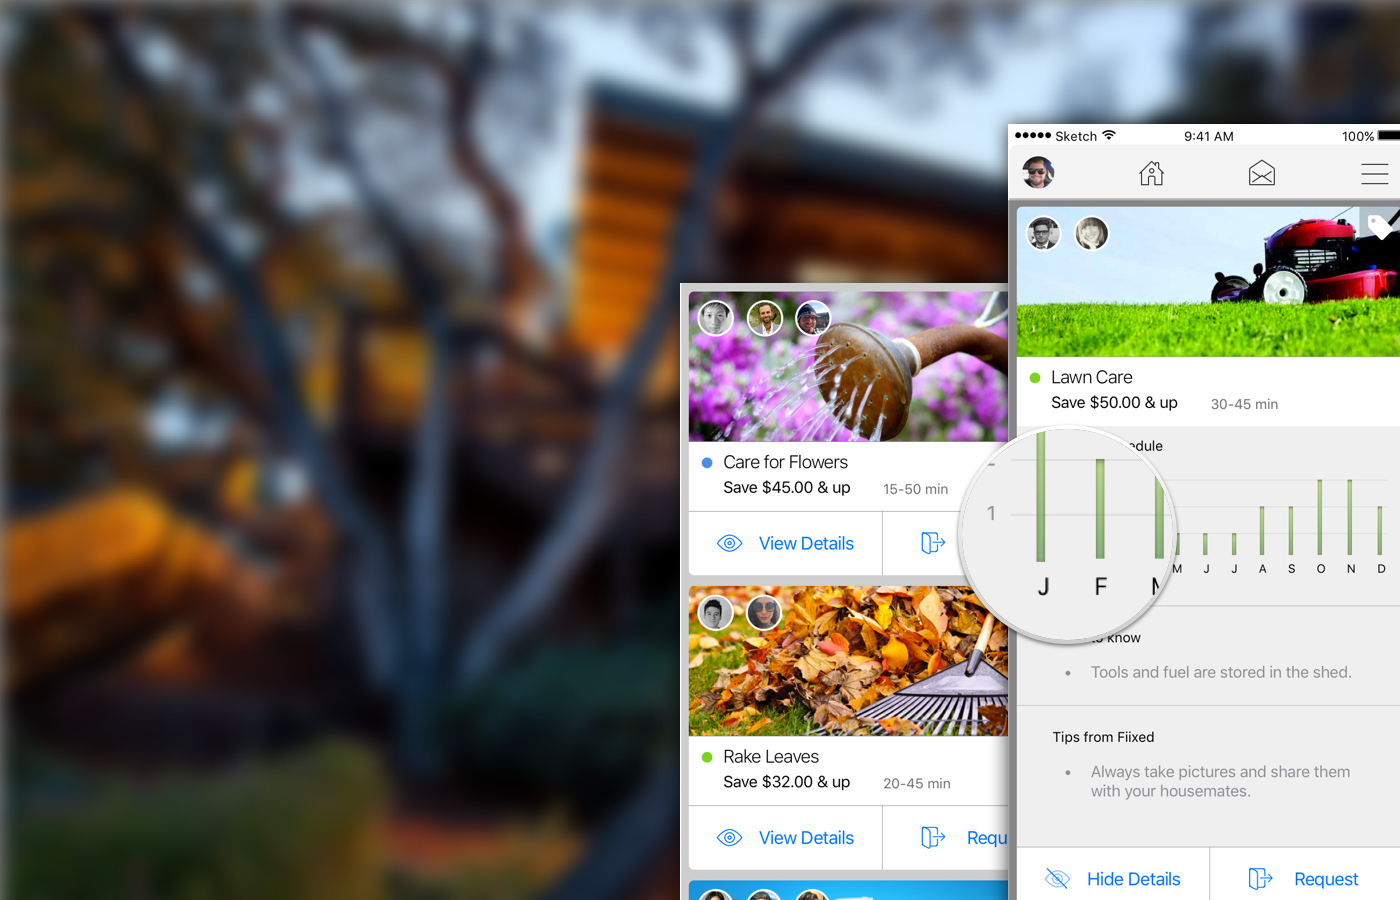 Sketch
9:41 AM
100%
Lawn Care
Save $50.00 & up
30-45 min
Care for Flowers
Save $45.00 & up
15-50 min
View Details
1
J
F
M
J
J
A
S
O
N
D
to know
Tools and fuel are stored in the shed.
Rake Leaves
Save $32.00 & up
20-45 min
View Details
Requ
Tips from Fiixed
Always take pictures and share them
with your housemates.
Hide Details
Request